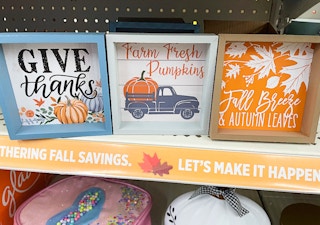 GIVE
thanks
Farm Fresh
Pumpkins
Fall Breeze
& AUTUMN LEAVES
THERING FALL SAVINGS.
LET'S MAKE IT HAPPEN